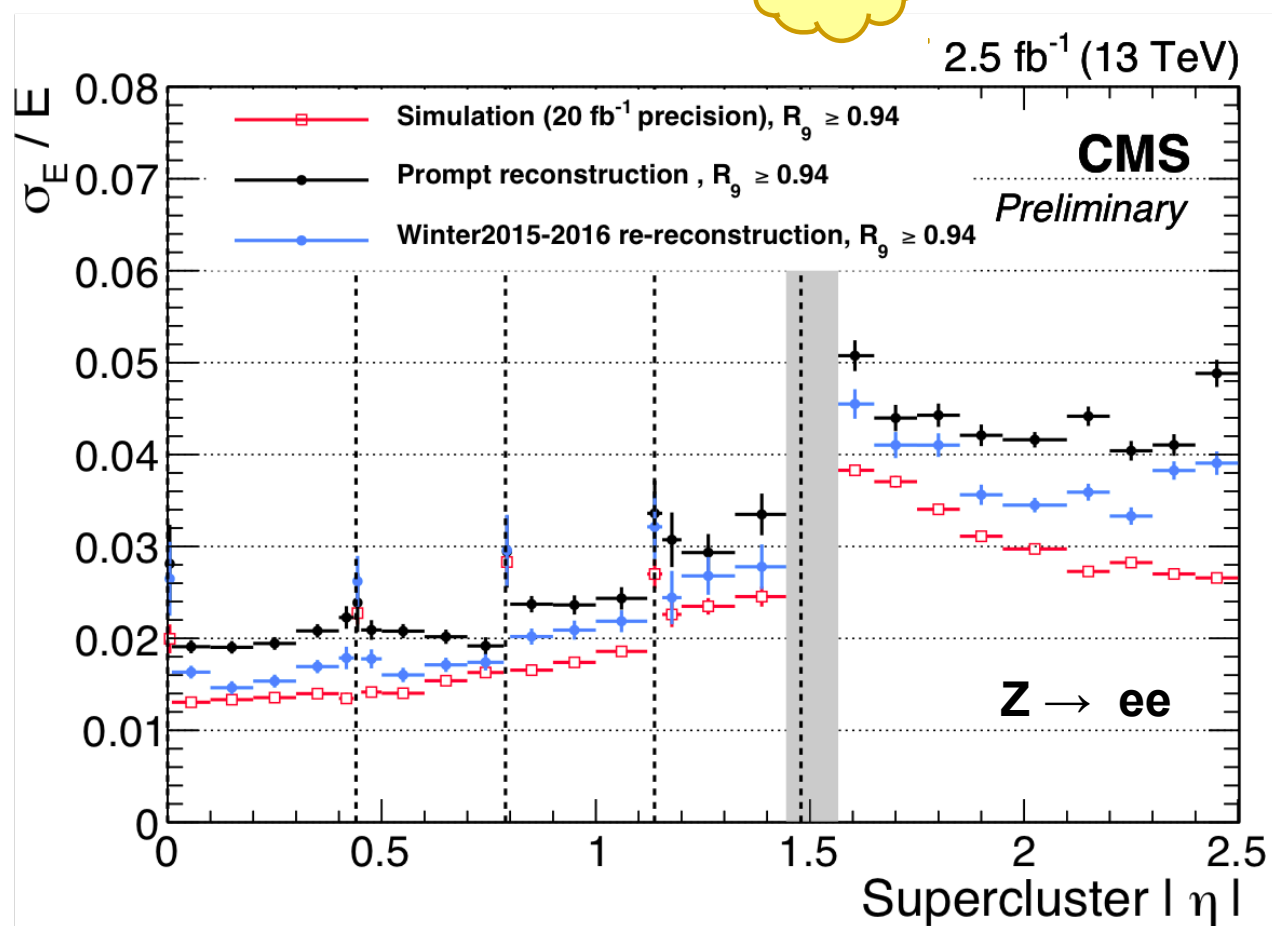 2.5 fb⁻¹ (13 TeV)
σ_E / E
0.08
0.07
0.06
0.05
0.04
0.03
0.02
0.01
0
Simulation (20 fb⁻¹ precision), R₉ ≥ 0.94
Prompt reconstruction , R₉ ≥ 0.94
Winter2015-2016 re-reconstruction, R₉ ≥ 0.94
CMS
Preliminary
Z → ee
0 0.5 1 1.5 2 2.5
Supercluster | η |